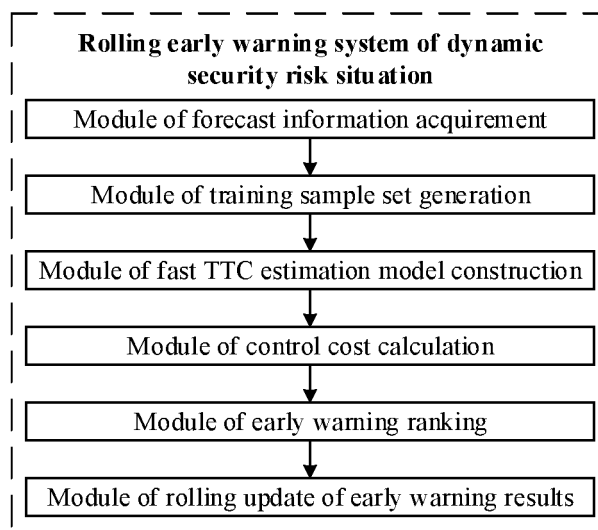 Rolling early warning system of dynamic
security risk situation
Module of forecast information acquirement
Module of training sample set generation
Module of fast TTC estimation model construction
Module of control cost calculation
Module of early warning ranking
Module of rolling update of early warning results